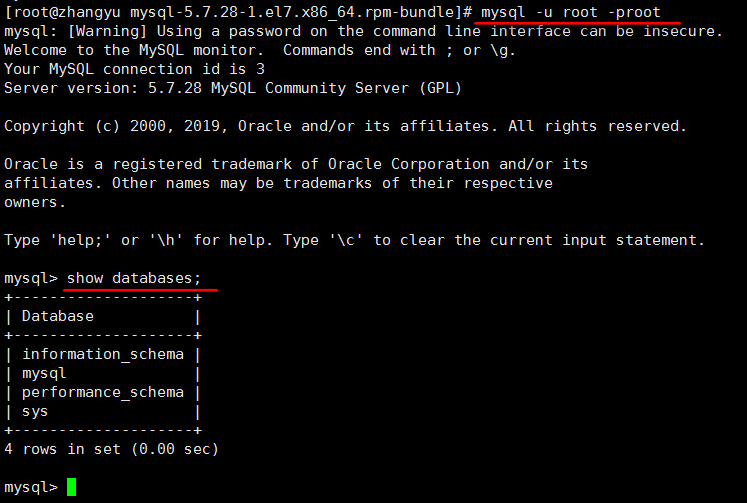 [root@zhangyu mysql-5.7.28-1.el7.x86_64.rpm-bundle]# mysql -u root -proot
mysql: [Warning] Using a password on the command line interface can be insecure.
Welcome to the MySQL monitor.  Commands end with ; or \g.
Your MySQL connection id is 3
Server version: 5.7.28 MySQL Community Server (GPL)

Copyright (c) 2000, 2019, Oracle and/or its affiliates. All rights reserved.

Oracle is a registered trademark of Oracle Corporation and/or its
affiliates. Other names may be trademarks of their respective
owners.

Type 'help;' or '\h' for help. Type '\c' to clear the current input statement.

mysql> show databases;
+--------------------+
| Database           |
+--------------------+
| information_schema |
| mysql              |
| performance_schema |
| sys                |
+--------------------+
4 rows in set (0.00 sec)

mysql>